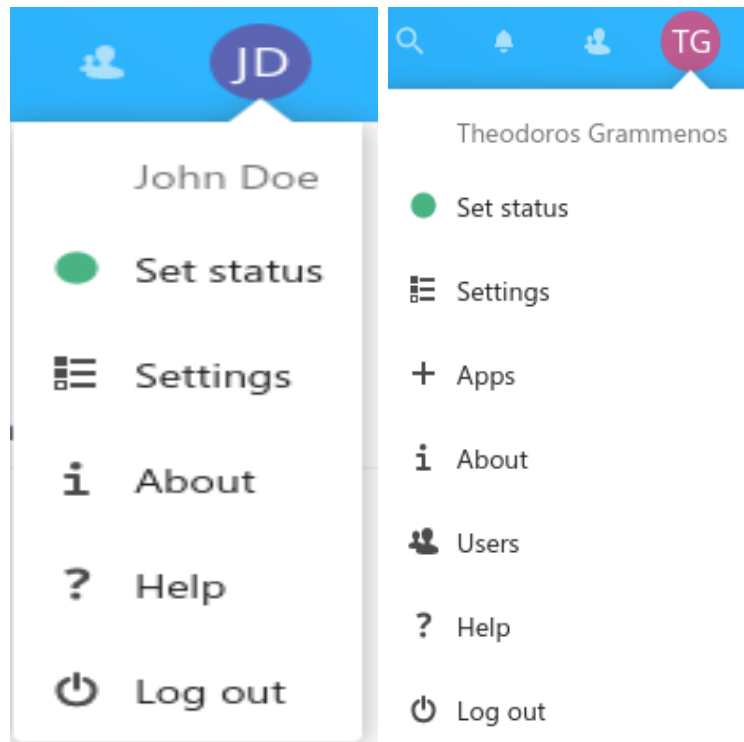 JD
John Doe
Set status
Settings
About
Help
Log out
TG
Theodoros Grammenos
Set status
Settings
Apps
About
Users
Help
Log out